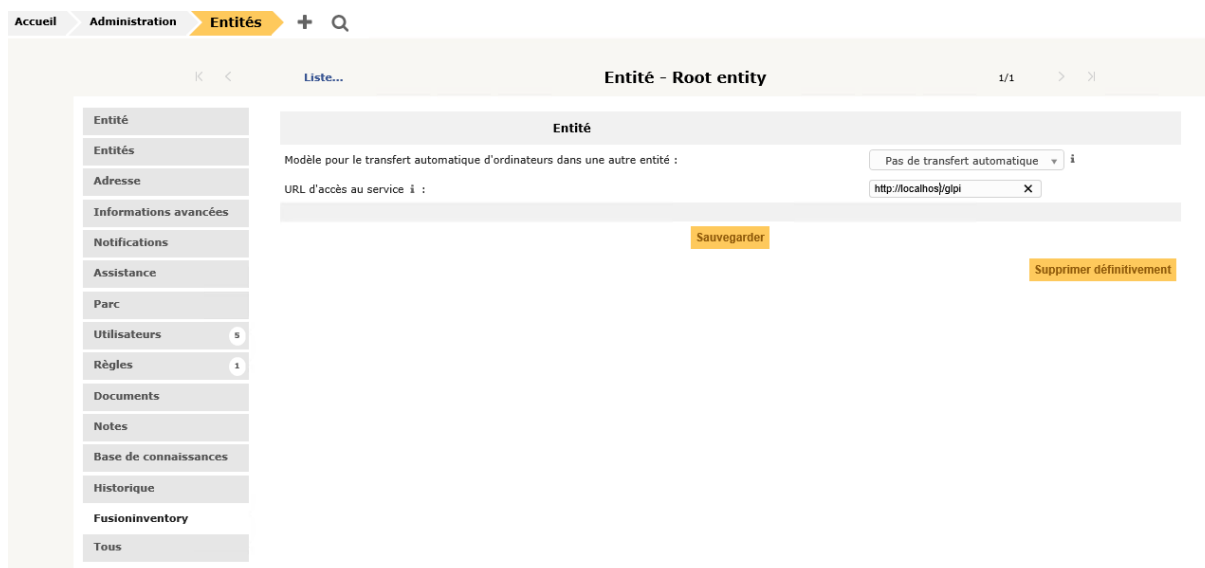 Accueil Administration Entités
Liste... Entité - Root entity 1/1
Entité
Entités
Adresse
Informations avancées
Notifications
Assistance
Parc
Utilisateurs 5
Règles 1
Documents
Notes
Base de connaissances
Historique
Fusioninventory
Tous
Entité
Modèle pour le transfert automatique d'ordinateurs dans une autre entité : Pas de transfert automatique i
URL d'accès au service i : http://localhost/glpi
Sauvegarder
Supprimer définitivement